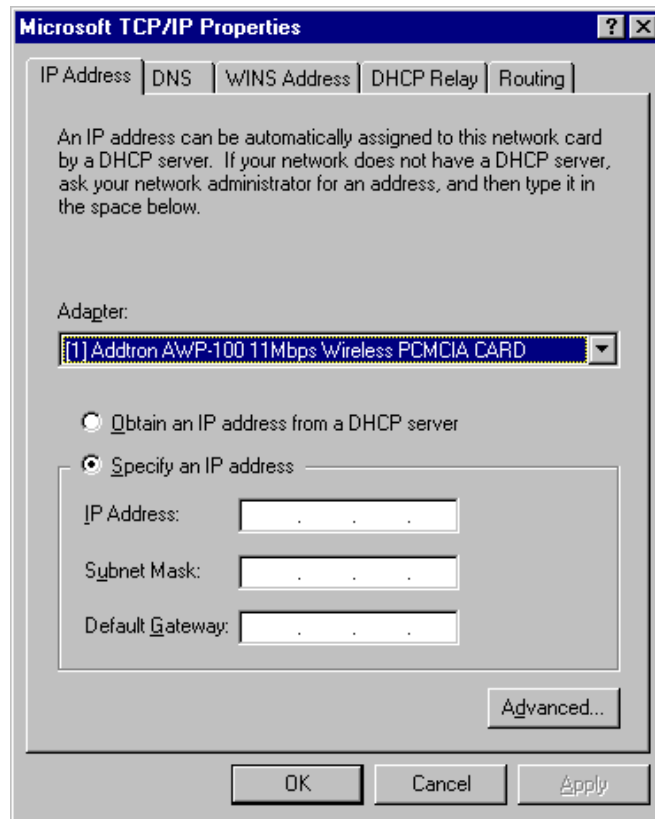 Microsoft TCP/IP Properties
IP Address DNS WINS Address DHCP Relay Routing
An IP address can be automatically assigned to this network card
by a DHCP server.  If your network does not have a DHCP server,
ask your network administrator for an address, and then type it in
the space below.
Adapter:
[1] Addtron AWP-100 11Mbps Wireless PCMCIA CARD
Obtain an IP address from a DHCP server
Specify an IP address
IP Address: . . .
Subnet Mask: . . .
Default Gateway: . . .
Advanced...
OK Cancel Apply